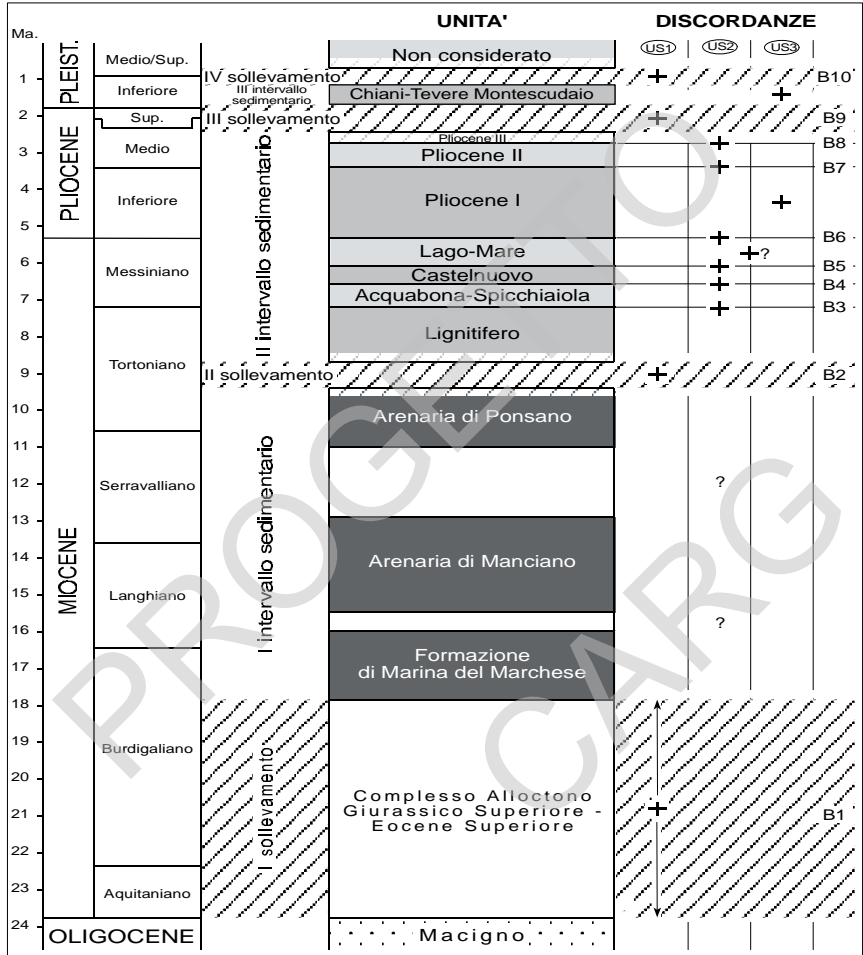 UNITA'
DISCORDANZE
Ma.
US1
US2
US3
PLEIST.
Medio/Sup.
Non considerato
1
IV sollevamento
B10
Inferiore
III intervallo
sedimentario
Chiani-Tevere Montescudaio
2
PLIOCENE
Sup.
III sollevamento
B9
Medio
Pliocene III
B8
3
Pliocene II
B7
4
Inferiore
Pliocene I
5
B6
II intervallo sedimentario
Lago-Mare
?
6
Messiniano
B5
Castelnuovo
B4
7
Acquabona-Spicchiaiola
B3
8
Lignitifero
Tortoniano
9
II sollevamento
B2
10
Arenaria di Ponsano
11
MIOCENE
I intervallo sedimentario
12
Serravalliano
?
13
14
Arenaria di Manciano
15
Langhiano
16
?
17
Formazione
di Marina del Marchese
18
19
Burdigaliano
20
I sollevamento
Complesso Alloctono
Giurassico Superiore -
Eocene Superiore
21
B1
22
23
Aquitaniano
24
OLIGOCENE
Macigno
PROGETTO
CARG